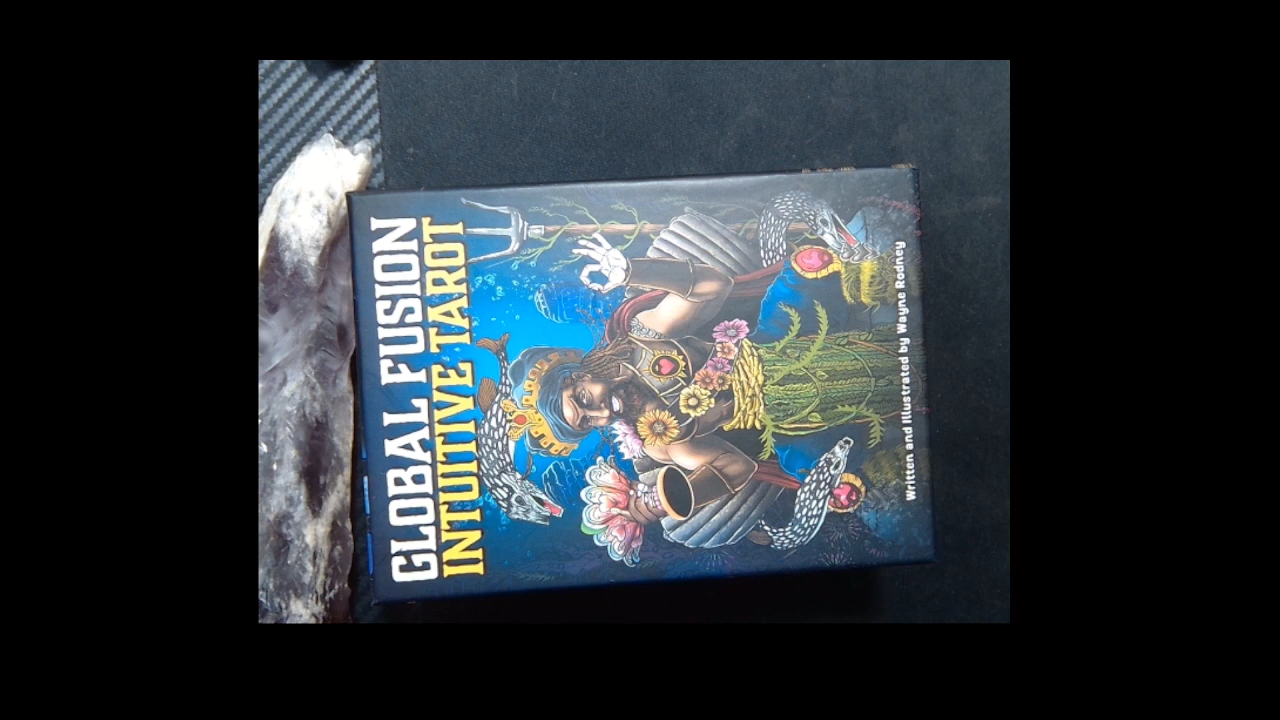 GLOBAL FUSION
INTUITIVE TAROT
Written and Illustrated by Wayne Rodney